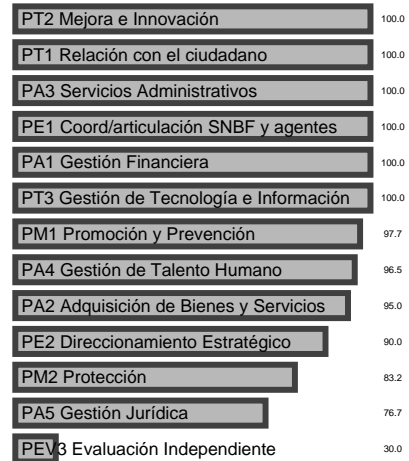 PT2 Mejora e Innovación 100.0
PT1 Relación con el ciudadano 100.0
PA3 Servicios Administrativos 100.0
PE1 Coord/articulación SNBF y agentes 100.0
PA1 Gestión Financiera 100.0
PT3 Gestión de Tecnología e Información 100.0
PM1 Promoción y Prevención 97.7
PA4 Gestión de Talento Humano 96.5
PA2 Adquisición de Bienes y Servicios 95.0
PE2 Direccionamiento Estratégico 90.0
PM2 Protección 83.2
PA5 Gestión Jurídica 76.7
PEV3 Evaluación Independiente 30.0